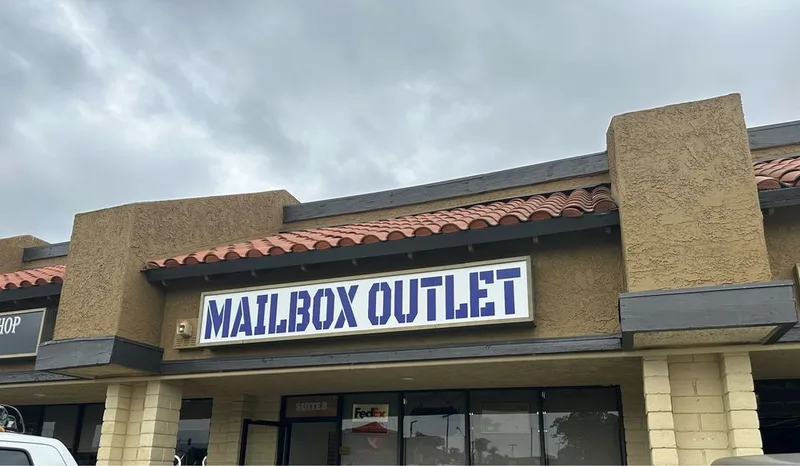 HOP
MAILBOX OUTLET
SUITE B
FedEx